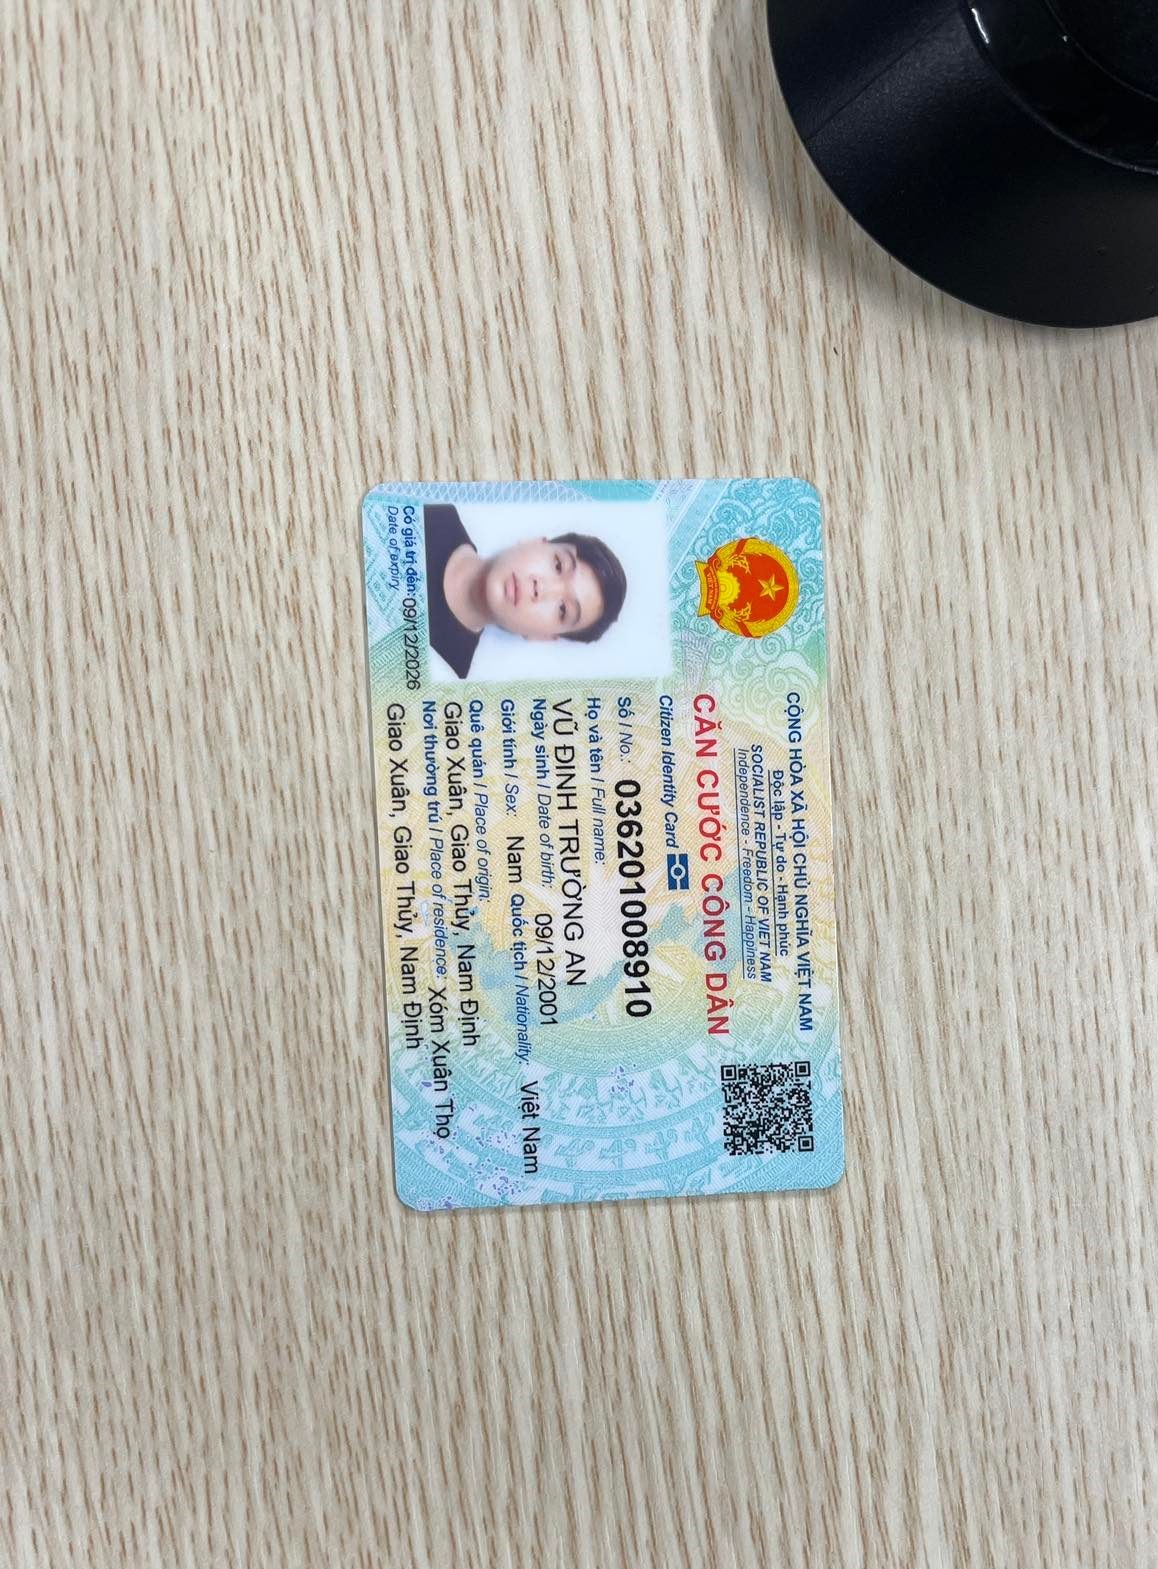 CỘNG HÒA XÃ HỘI CHỦ NGHĨA VIỆT NAM
Độc lập - Tự do - Hạnh phúc
SOCIALIST REPUBLIC OF VIET NAM
Independence - Freedom - Happiness
CĂN CƯỚC CÔNG DÂN
Citizen Identity Card
Số / No.: 036201008910
Họ và tên / Full name:
VŨ ĐINH TRƯỜNG AN
Ngày sinh / Date of birth: 09/12/2001
Giới tính / Sex: Nam Quốc tịch / Nationality: Việt Nam
Quê quán / Place of origin:
Giao Xuân, Giao Thủy, Nam Định
Nơi thường trú / Place of residence: Xóm Xuân Thọ
Giao Xuân, Giao Thủy, Nam Định
Có giá trị đến: 09/12/2026
Date of expiry